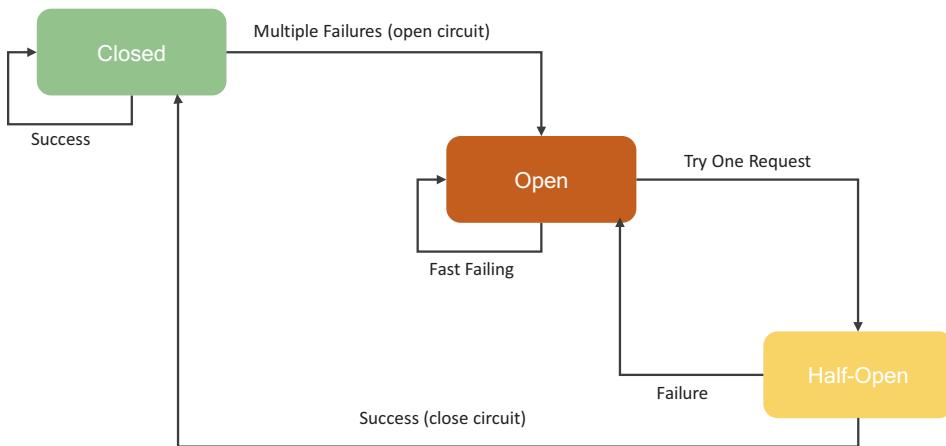 Multiple Failures (open circuit)
Closed
Success
Try One Request
Open
Fast Failing
Half-Open
Failure
Success (close circuit)